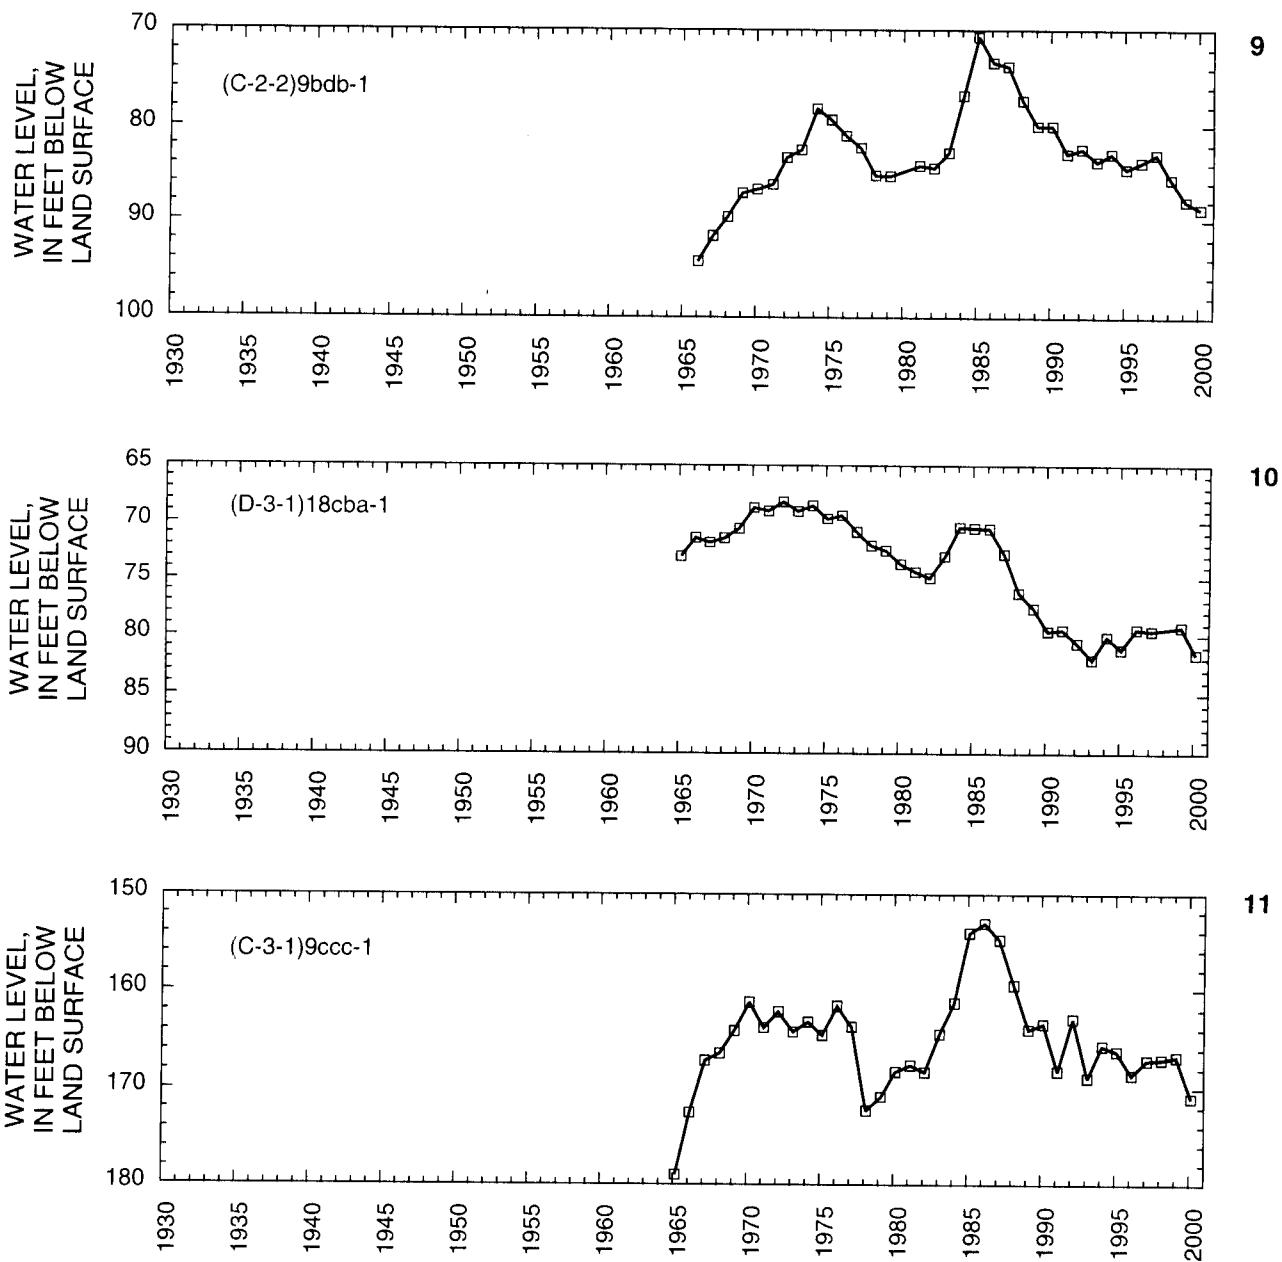 9
WATER LEVEL,
IN FEET BELOW
LAND SURFACE
70
80
90
100
(C-2-2)9bdb-1
1930 1935 1940 1945 1950 1955 1960 1965 1970 1975 1980 1985 1990 1995 2000
10
WATER LEVEL,
IN FEET BELOW
LAND SURFACE
65
70
75
80
85
90
(D-3-1)18cba-1
1930 1935 1940 1945 1950 1955 1960 1965 1970 1975 1980 1985 1990 1995 2000
11
WATER LEVEL,
IN FEET BELOW
LAND SURFACE
150
160
170
180
(C-3-1)9ccc-1
1930 1935 1940 1945 1950 1955 1960 1965 1970 1975 1980 1985 1990 1995 2000